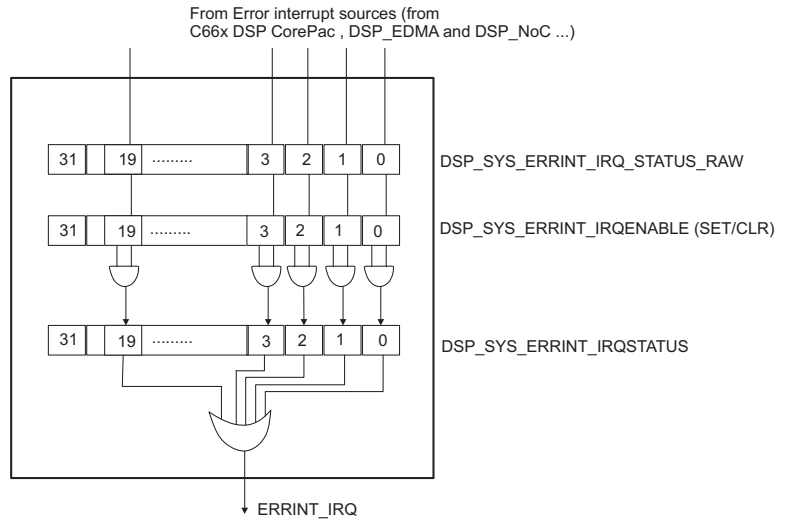 From Error interrupt sources (from
C66x DSP CorePac , DSP_EDMA and DSP_NoC ...)
31 19 ......... 3 2 1 0 DSP_SYS_ERRINT_IRQ_STATUS_RAW
31 19 ......... 3 2 1 0 DSP_SYS_ERRINT_IRQENABLE (SET/CLR)
31 19 ......... 3 2 1 0 DSP_SYS_ERRINT_IRQSTATUS
ERRINT_IRQ